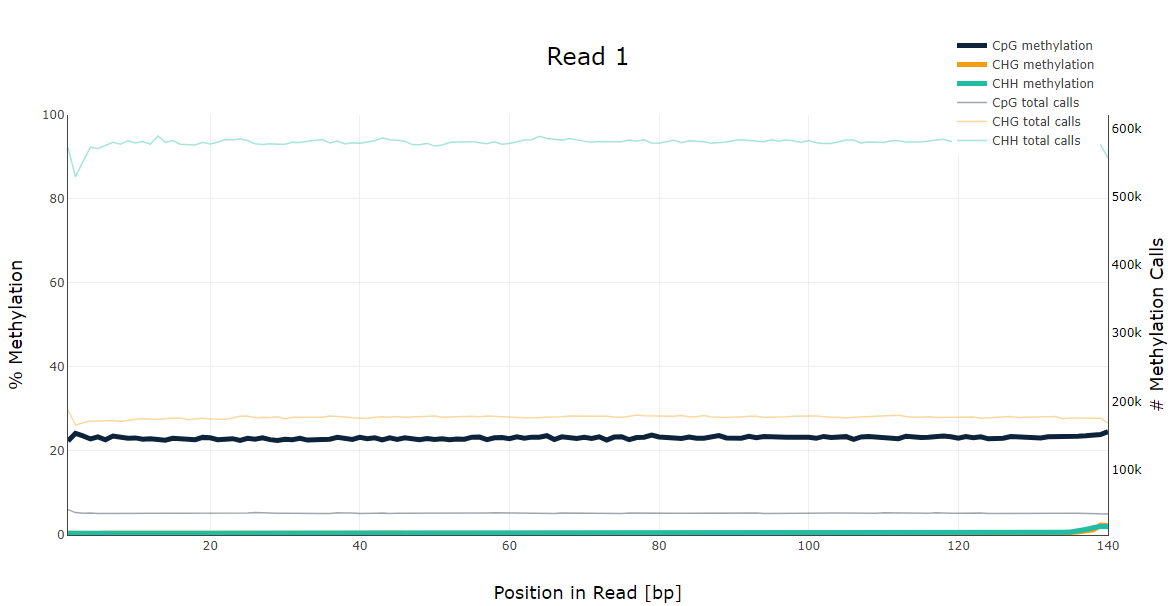 Read 1
CpG methylation
CHG methylation
CHH methylation
CpG total calls
CHG total calls
CHH total calls
% Methylation
100
80
60
40
20
0
600k
500k
400k
300k
200k
100k
# Methylation Calls
20 40 60 80 100 120 140
Position in Read [bp]